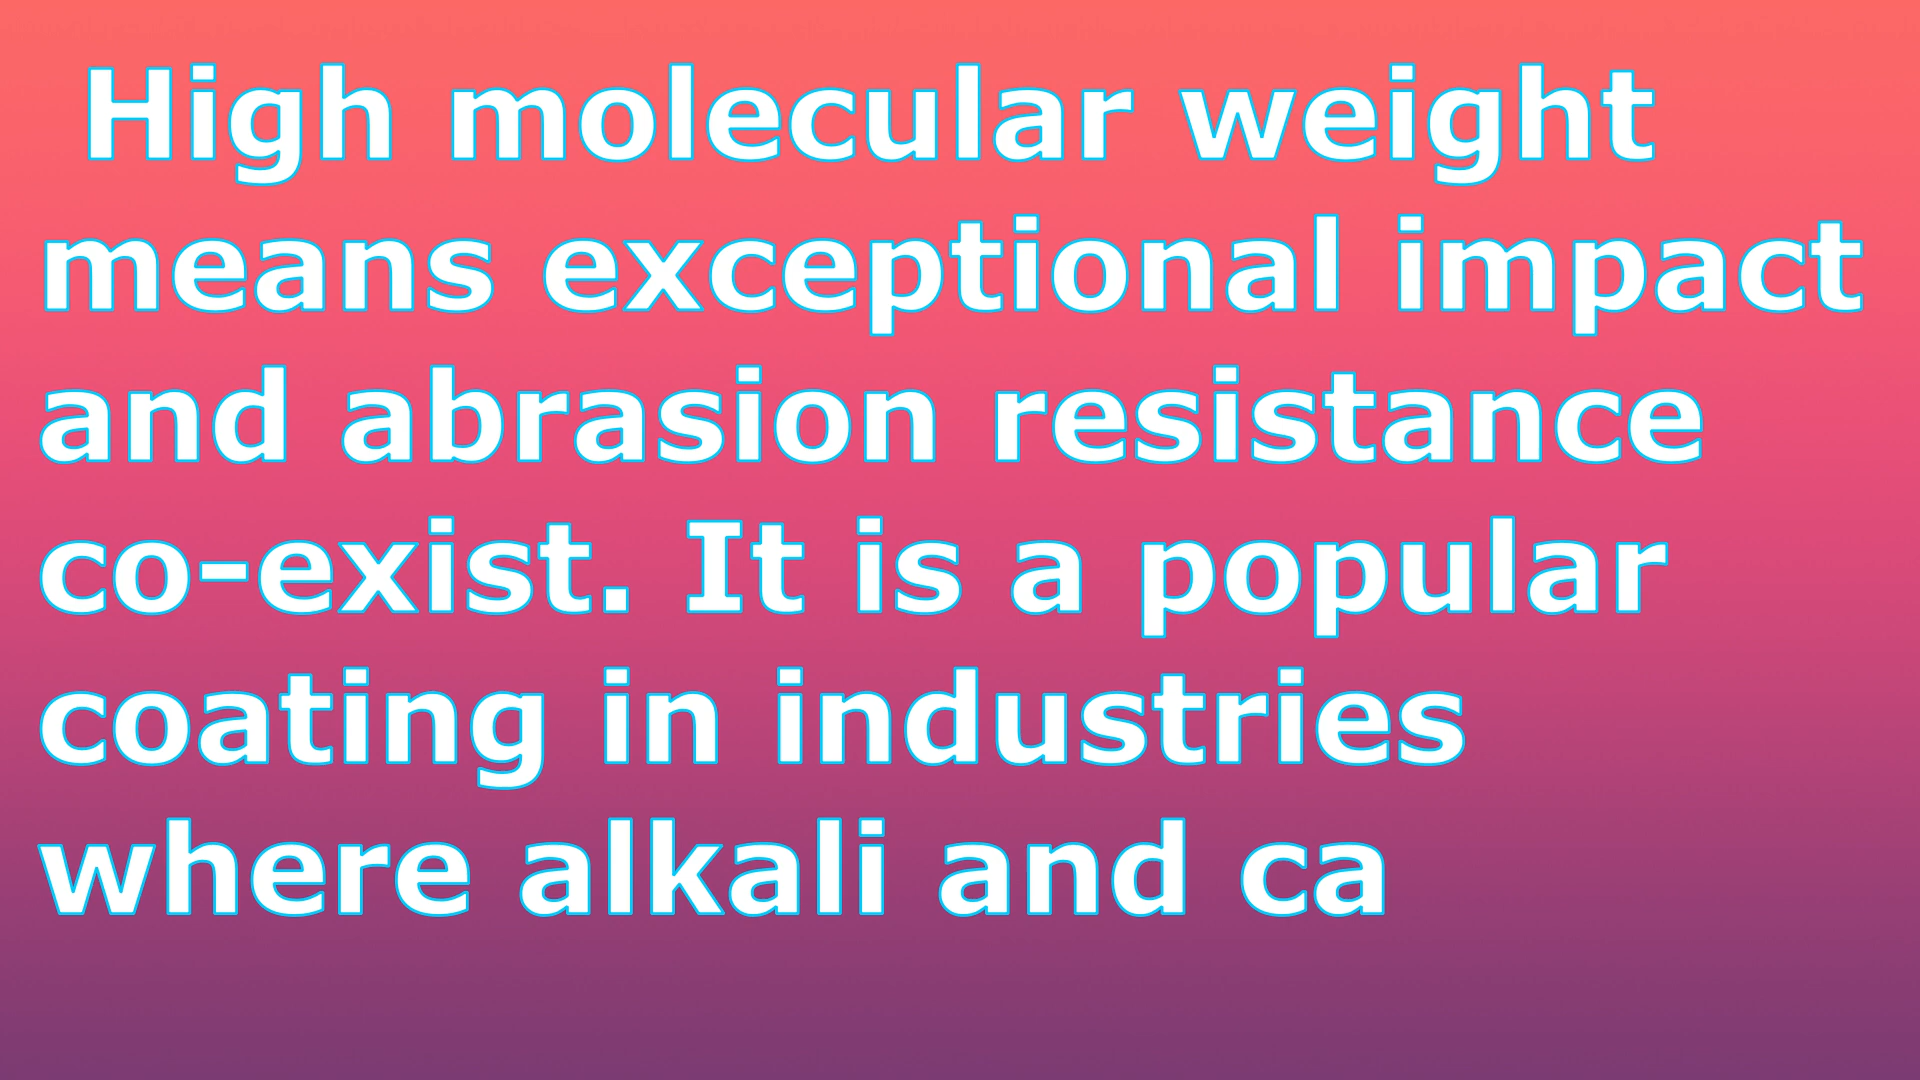 High molecular weight
means exceptional impact
and abrasion resistance
co-exist. It is a popular
coating in industries
where alkali and ca